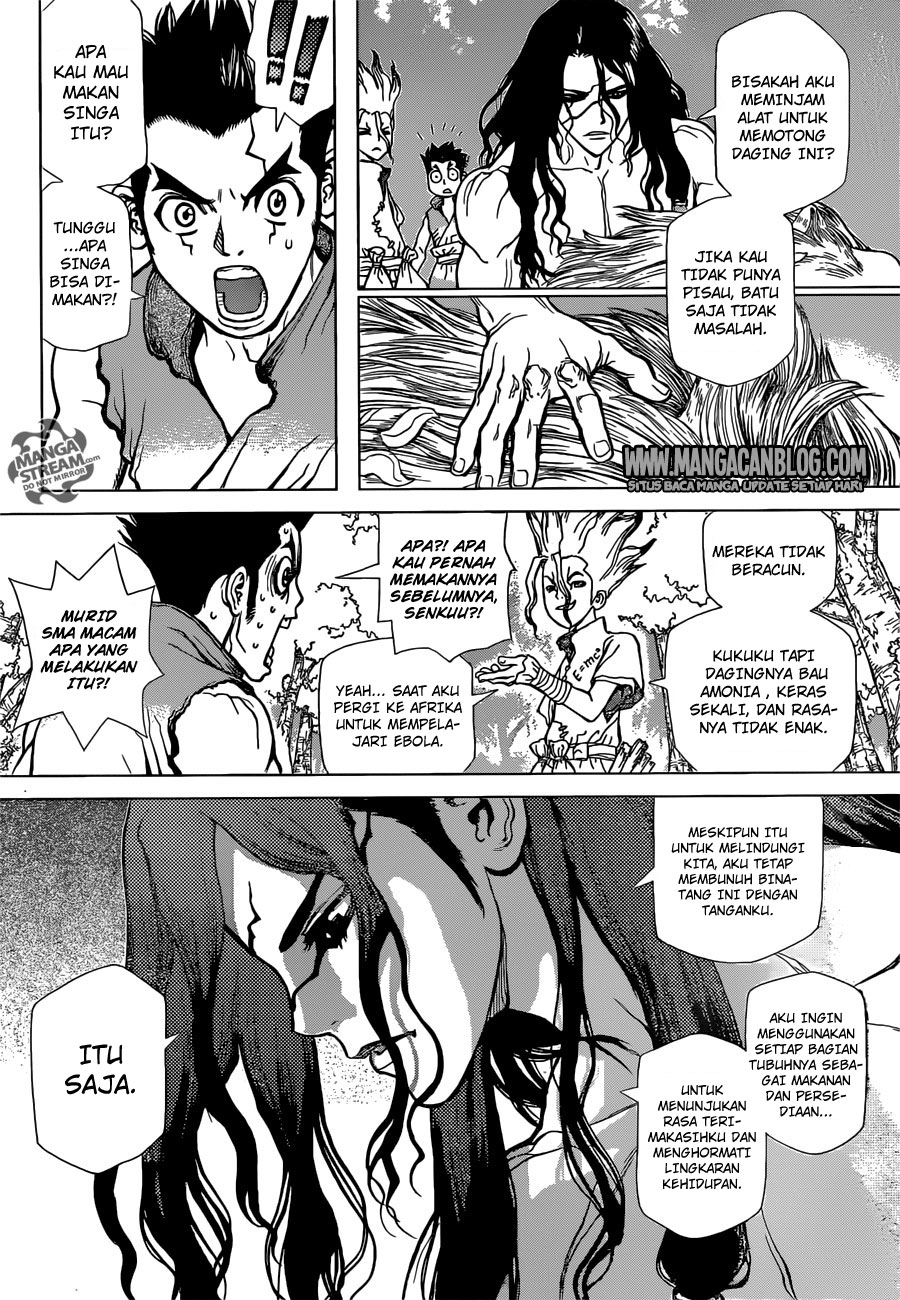 BISAKAH AKU
MEMINJAM
ALAT UNTUK
MEMOTONG
DAGING INI?
JIKA KAU
TIDAK PUNYA
PISAU, BATU
SAJA TIDAK
MASALAH.
!!
APA
KAU MAU
MAKAN
SINGA
ITU?
TUNGGU
...APA
SINGA
BISA DI-
MAKAN?!
MANGA
STREAM.com
DO NOT MIRROR
WWW.MANGACANBLOG.COM
SITUS BACA MANGA UPDATE SETIAP HARI
MEREKA TIDAK
BERACUN.
KUKUKU TAPI
DAGINGNYA BAU
AMONIA , KERAS
SEKALI, DAN RASA-
NYA TIDAK ENAK.
E=mc²
APA?! APA
KAU PERNAH
MEMAKANNYA
SEBELUMNYA,
SENKUU?!
YEAH... SAAT AKU
PERGI KE AFRIKA
UNTUK MEMPELA-
JARI EBOLA.
MURID
SMA MACAM
APA YANG
MELAKUKAN
ITU?!
MESKIPUN ITU
UNTUK MELINDUNGI
KITA, AKU TETAP
MEMBUNUH BINA-
TANG INI DENGAN
TANGANKU.
AKU INGIN
MENGGUNAKAN
SETIAP BAGIAN
TUBUHNYA SEBA-
GAI MAKANAN
DAN PERSE-
DIAAN...
UNTUK
MENUNJUKAN
RASA TERI-
MAKASIHKU DAN
MENGHORMATI
LINGKARAN
KEHIDUPAN.
ITU
SAJA.